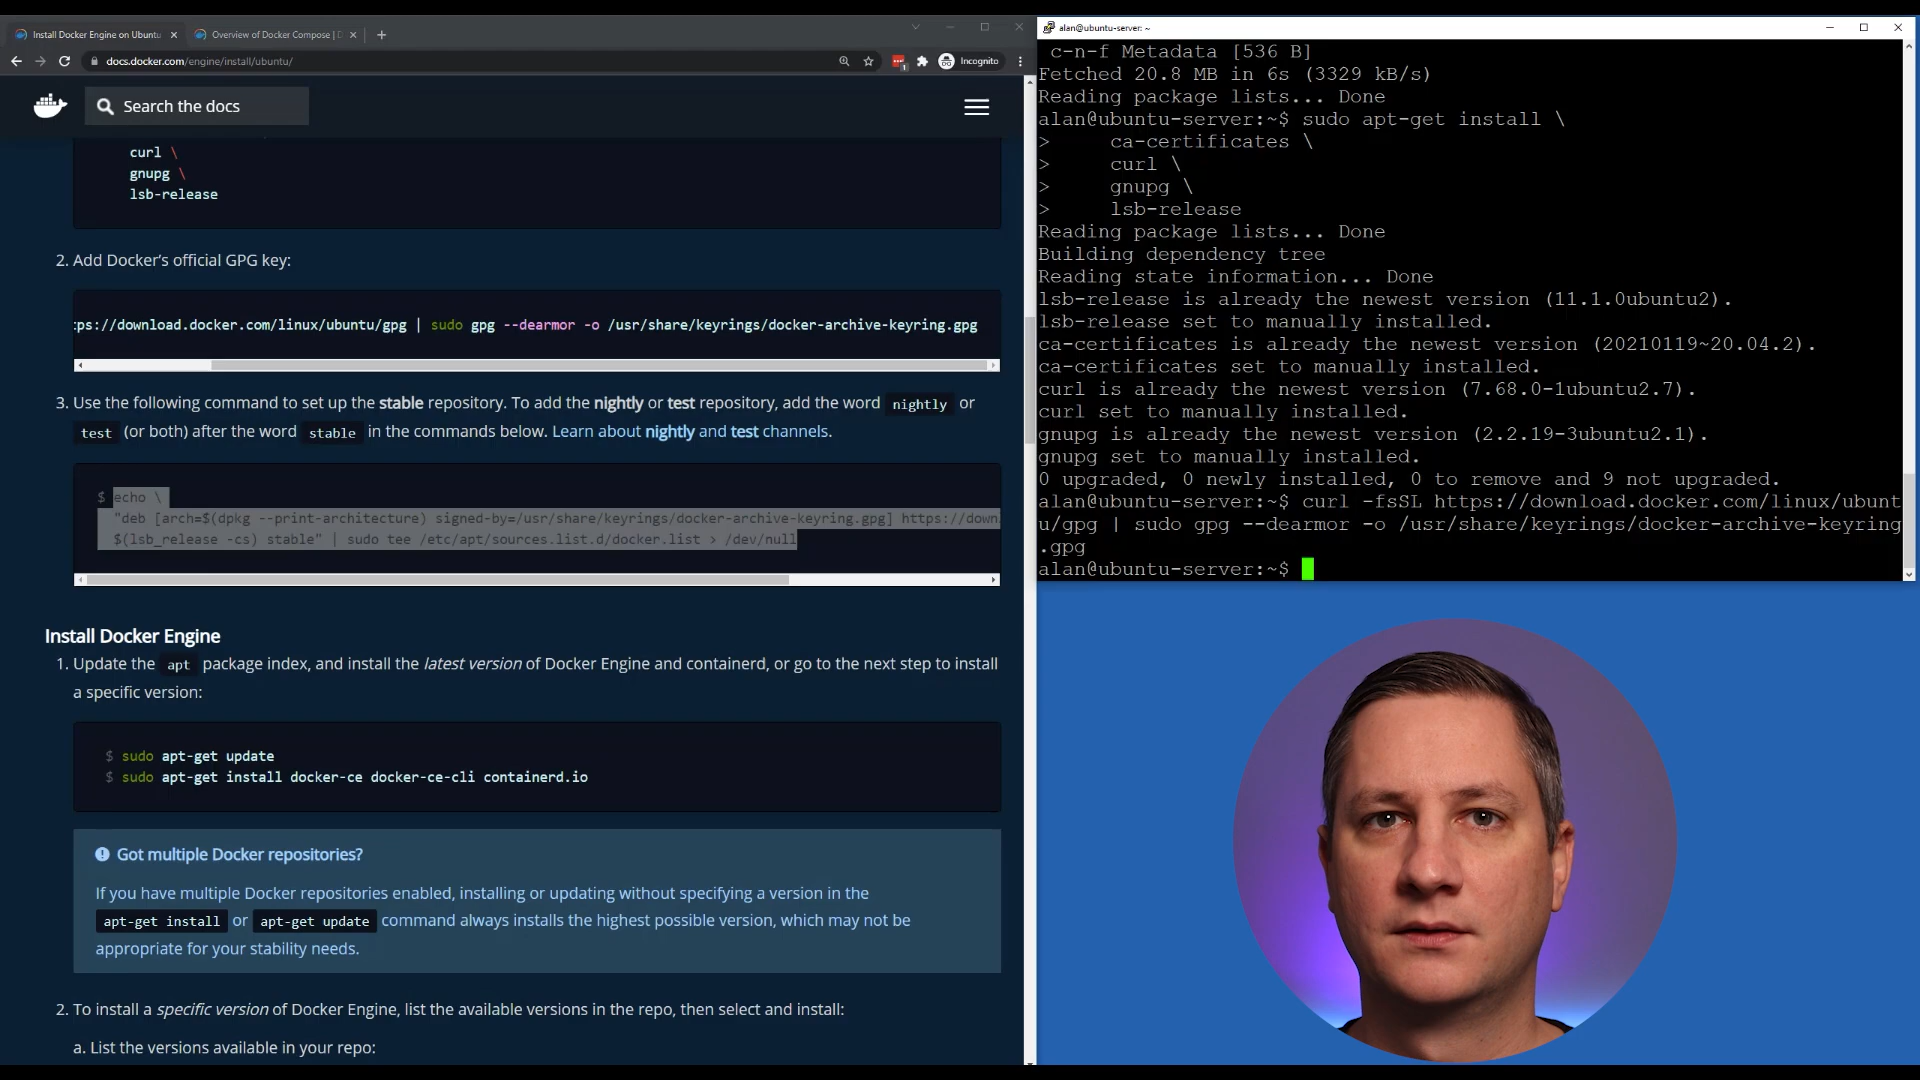 Install Docker Engine on Ubuntu
Overview of Docker Compose | D
docs.docker.com/engine/install/ubuntu/
Incognito
Search the docs
curl \
gnupg \
lsb-release
2. Add Docker's official GPG key:
ps://download.docker.com/linux/ubuntu/gpg | sudo gpg --dearmor -o /usr/share/keyrings/docker-archive-keyring.gpg
3. Use the following command to set up the stable repository. To add the nightly or test repository, add the word nightly or
test (or both) after the word stable in the commands below. Learn about nightly and test channels.
$ echo \
"deb [arch=$(dpkg --print-architecture) signed-by=/usr/share/keyrings/docker-archive-keyring.gpg] https://down
$(lsb_release -cs) stable" | sudo tee /etc/apt/sources.list.d/docker.list > /dev/null
Install Docker Engine
1. Update the apt package index, and install the latest version of Docker Engine and containerd, or go to the next step to install
a specific version:
$ sudo apt-get update
$ sudo apt-get install docker-ce docker-ce-cli containerd.io
Got multiple Docker repositories?
If you have multiple Docker repositories enabled, installing or updating without specifying a version in the
apt-get install or apt-get update command always installs the highest possible version, which may not be
appropriate for your stability needs.
2. To install a specific version of Docker Engine, list the available versions in the repo, then select and install:
a. List the versions available in your repo:
alan@ubuntu-server: ~
c-n-f Metadata [536 B]
Fetched 20.8 MB in 6s (3329 kB/s)
Reading package lists... Done
alan@ubuntu-server:~$ sudo apt-get install \
> ca-certificates \
> curl \
> gnupg \
> lsb-release
Reading package lists... Done
Building dependency tree
Reading state information... Done
lsb-release is already the newest version (11.1.0ubuntu2).
lsb-release set to manually installed.
ca-certificates is already the newest version (20210119~20.04.2).
ca-certificates set to manually installed.
curl is already the newest version (7.68.0-1ubuntu2.7).
curl set to manually installed.
gnupg is already the newest version (2.2.19-3ubuntu2.1).
gnupg set to manually installed.
0 upgraded, 0 newly installed, 0 to remove and 9 not upgraded.
alan@ubuntu-server:~$ curl -fsSL https://download.docker.com/linux/ubunt
u/gpg | sudo gpg --dearmor -o /usr/share/keyrings/docker-archive-keyring
.gpg
alan@ubuntu-server:~$